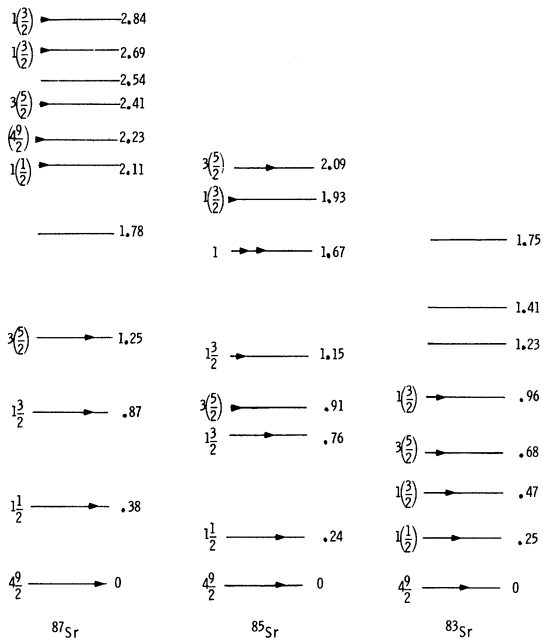 1(3/2) 2.84
1(3/2) 2.69
2.54
3(5/2) 2.41
(4 9/2) 2.23
1(1/2) 2.11
1.78
3(5/2) 1.25
1 3/2 .87
1 1/2 .38
4 9/2 0
87Sr
3(5/2) 2.09
1(3/2) 1.93
1 1.67
1 3/2 1.15
3(5/2) .91
1 3/2 .76
1 1/2 .24
4 9/2 0
85Sr
1.75
1.41
1.23
1(3/2) .96
3(5/2) .68
1(3/2) .47
1(1/2) .25
4 9/2 0
83Sr